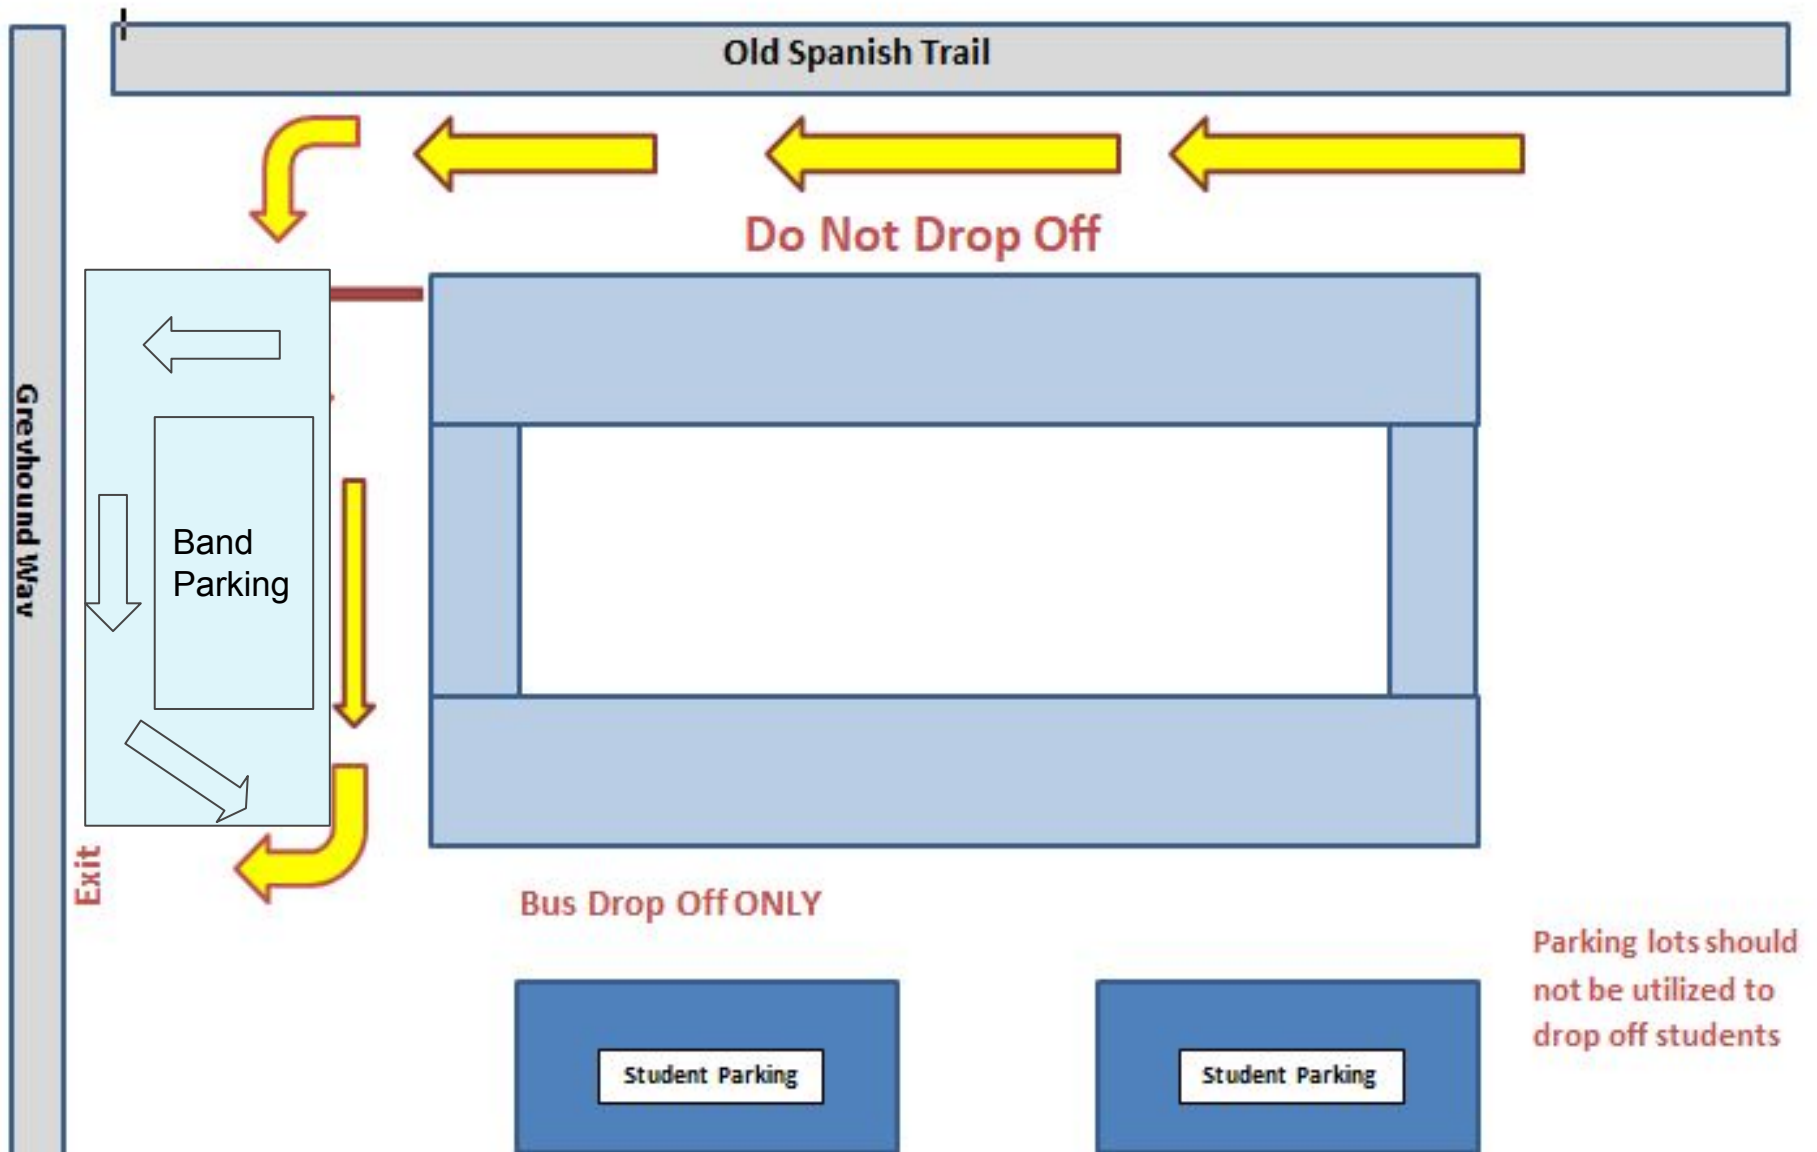 Old Spanish Trail
Do Not Drop Off
Greyhound Way
Band
Parking
Exit
Bus Drop Off ONLY
Parking lots should
not be utilized to
drop off students
Student Parking
Student Parking